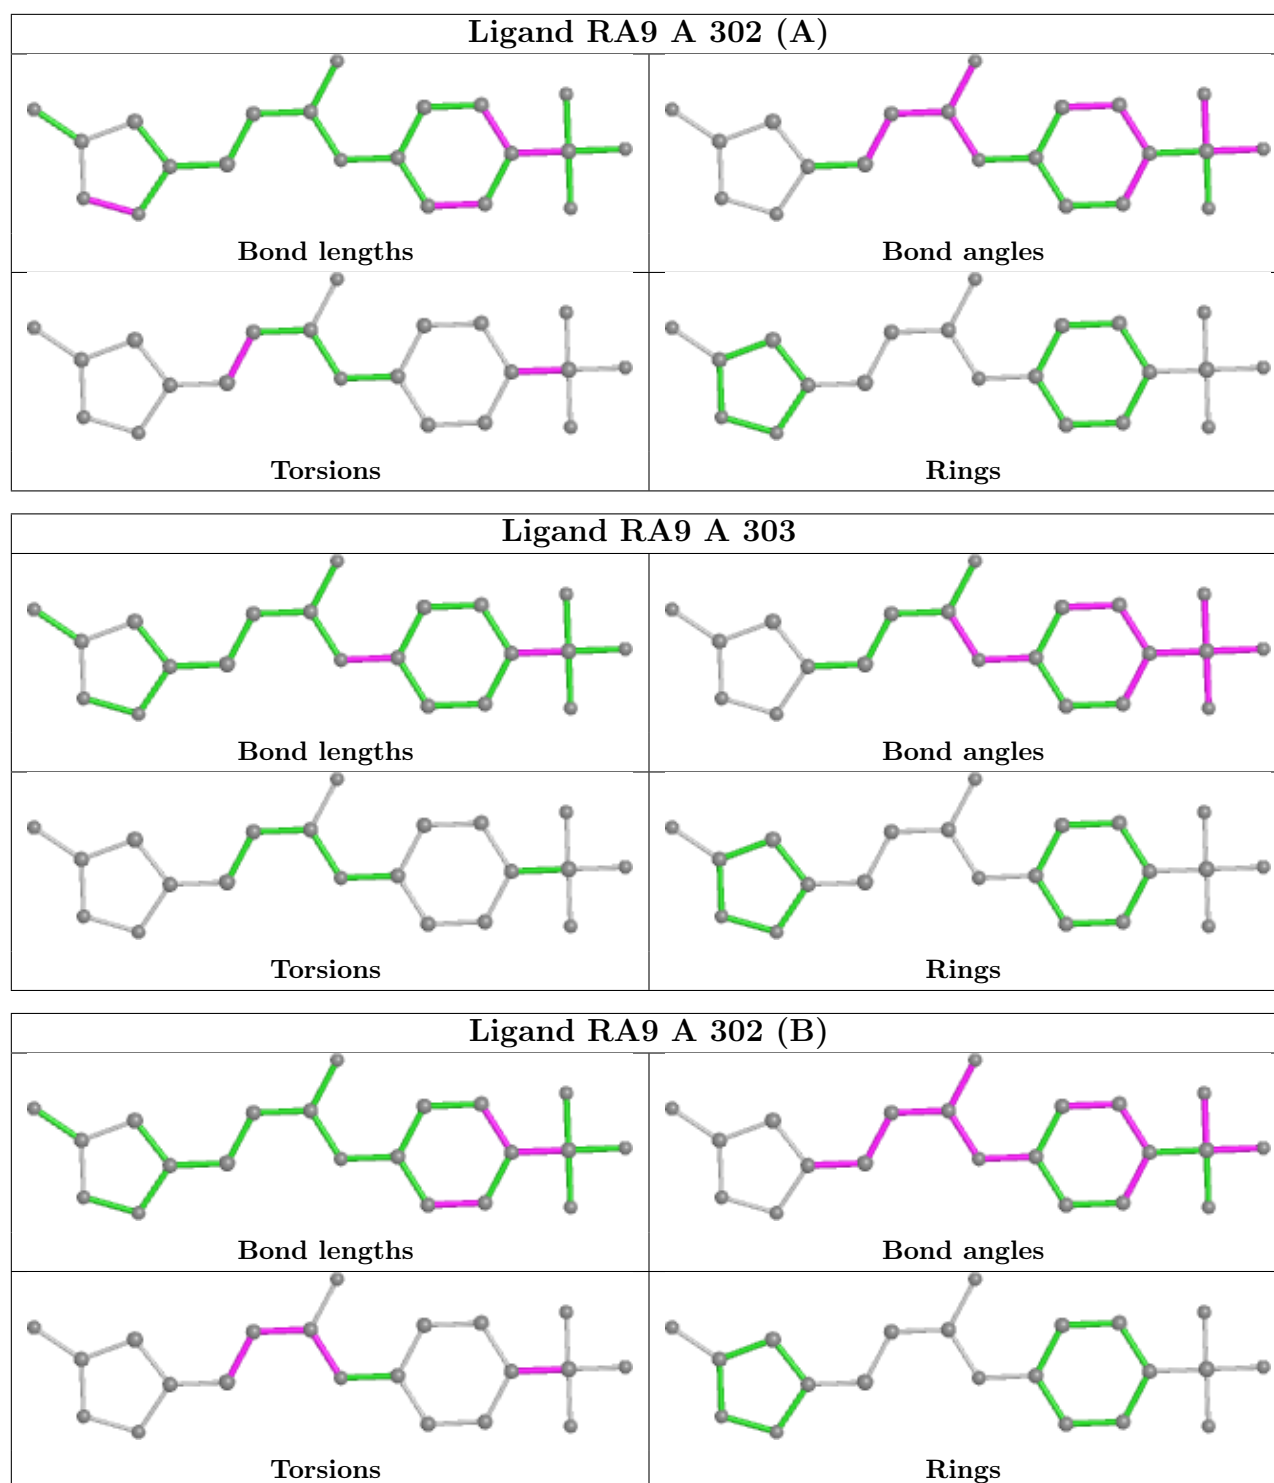 Ligand RA9 A 302 (A)
Bond lengths
Bond angles
Torsions
Rings
Ligand RA9 A 303
Bond lengths
Bond angles
Torsions
Rings
Ligand RA9 A 302 (B)
Bond lengths
Bond angles
Torsions
Rings